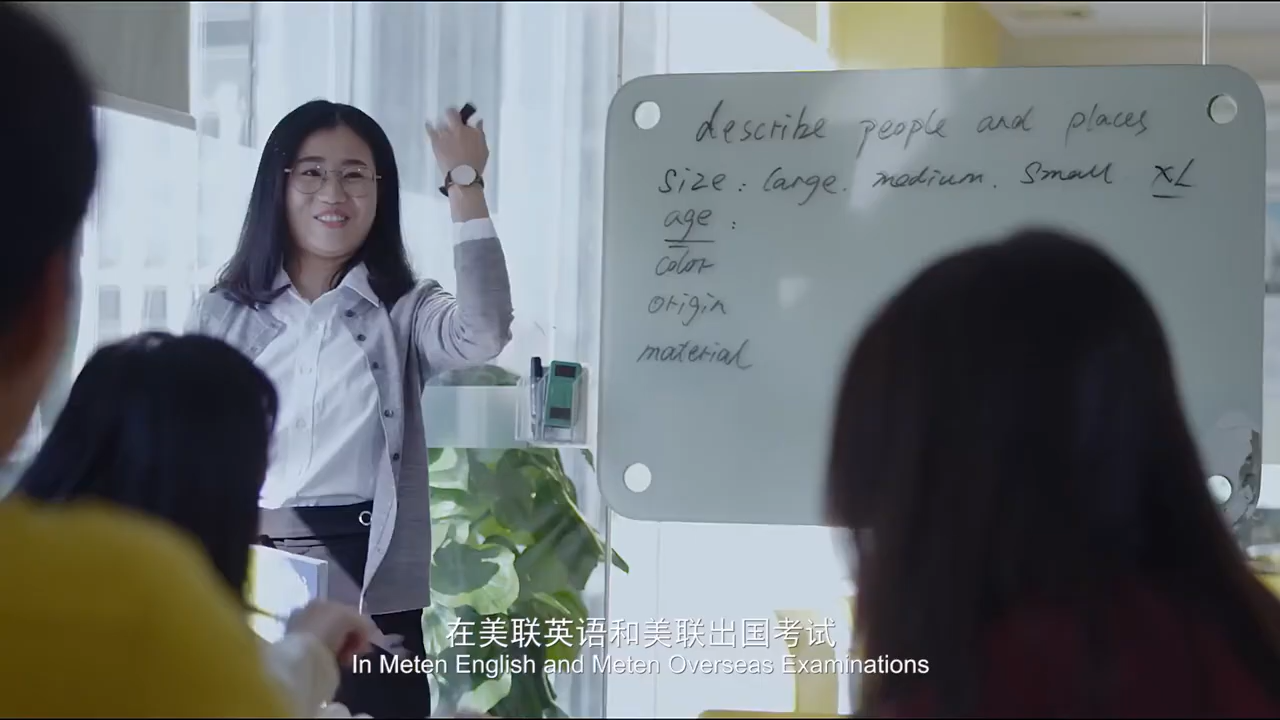 describe people and places
size: large. medium. small XL
age:
color
origin
material
在美联英语和美联出国考试
In Meten English and Meten Overseas Examinations